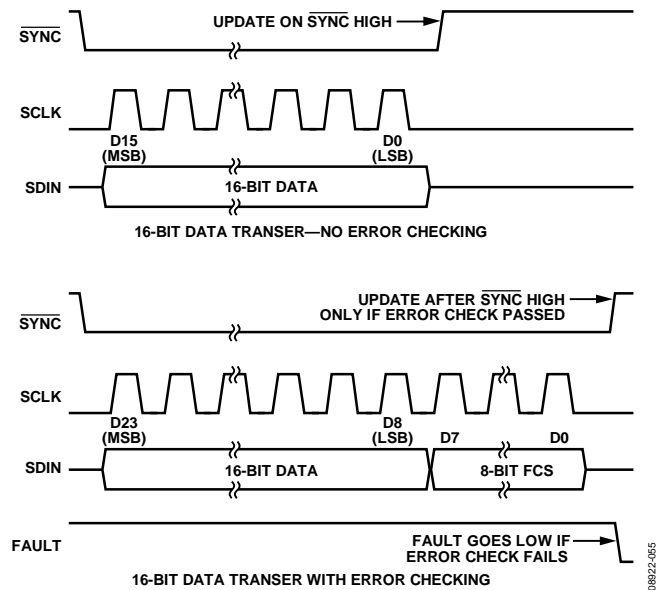 UPDATE ON SYNC HIGH
SYNC
SCLK
D15
(MSB)
D0
(LSB)
SDIN
16-BIT DATA
16-BIT DATA TRANSER—NO ERROR CHECKING
UPDATE AFTER SYNC HIGH
ONLY IF ERROR CHECK PASSED
SYNC
SCLK
D23
(MSB)
D8
(LSB)
D7
D0
SDIN
16-BIT DATA
8-BIT FCS
FAULT
FAULT GOES LOW IF
ERROR CHECK FAILS
16-BIT DATA TRANSER WITH ERROR CHECKING
08922-055